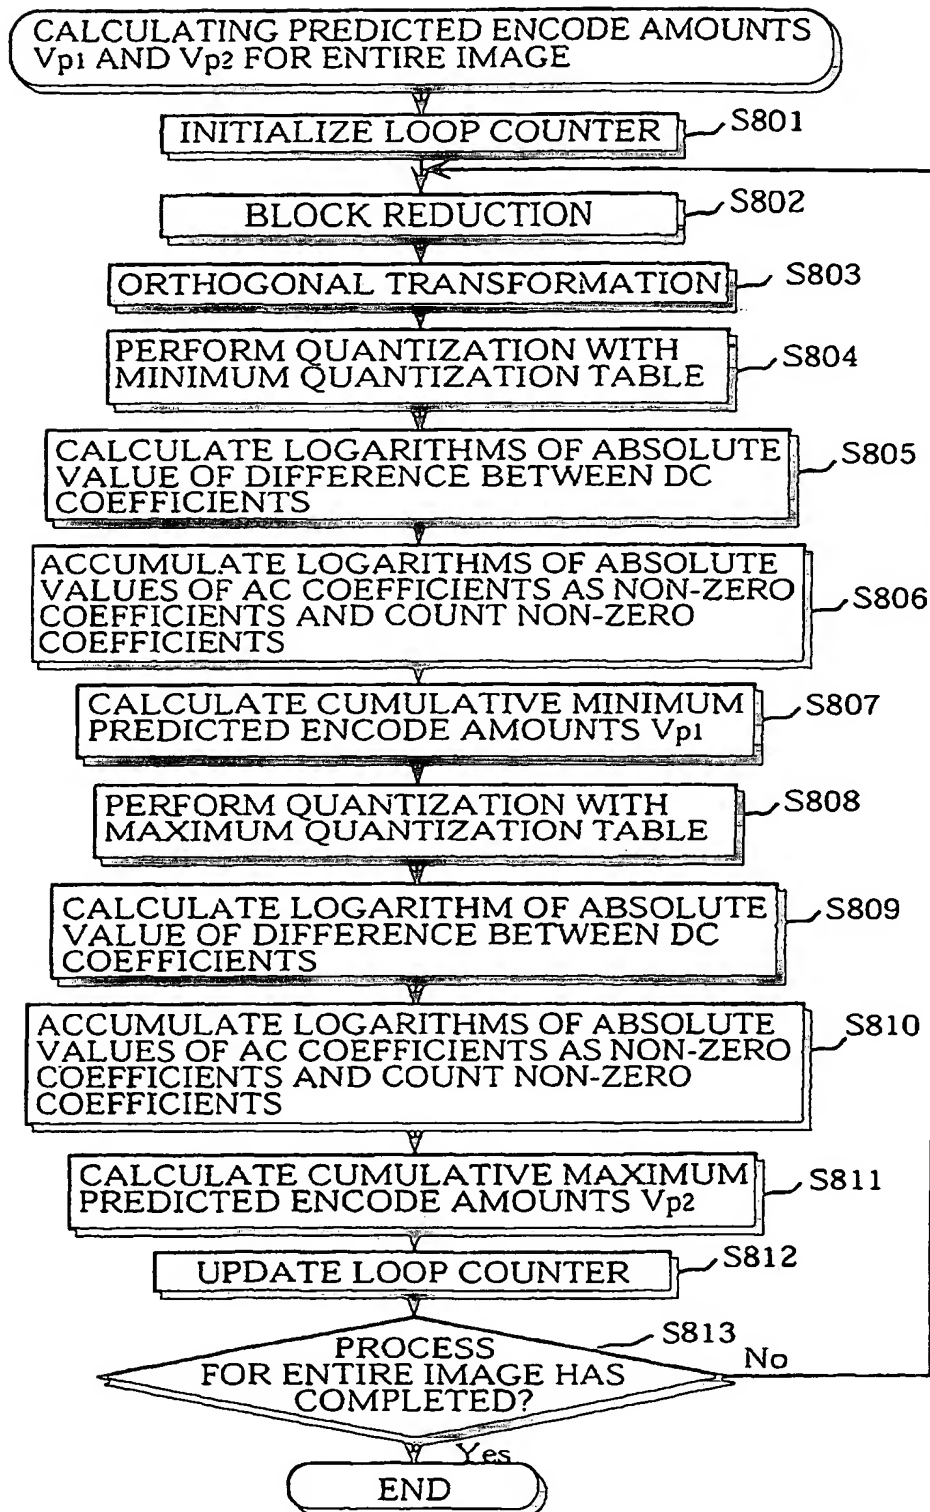 CALCULATING PREDICTED ENCODE AMOUNTS
Vp1 AND Vp2 FOR ENTIRE IMAGE
INITIALIZE LOOP COUNTER
S801
BLOCK REDUCTION
S802
ORTHOGONAL TRANSFORMATION
S803
PERFORM QUANTIZATION WITH
MINIMUM QUANTIZATION TABLE
S804
CALCULATE LOGARITHMS OF ABSOLUTE
VALUE OF DIFFERENCE BETWEEN DC
COEFFICIENTS
S805
ACCUMULATE LOGARITHMS OF ABSOLUTE
VALUES OF AC COEFFICIENTS AS NON-ZERO
COEFFICIENTS AND COUNT NON-ZERO
COEFFICIENTS
S806
CALCULATE CUMULATIVE MINIMUM
PREDICTED ENCODE AMOUNTS Vp1
S807
PERFORM QUANTIZATION WITH
MAXIMUM QUANTIZATION TABLE
S808
CALCULATE LOGARITHM OF ABSOLUTE
VALUE OF DIFFERENCE BETWEEN DC
COEFFICIENTS
S809
ACCUMULATE LOGARITHMS OF ABSOLUTE
VALUES OF AC COEFFICIENTS AS NON-ZERO
COEFFICIENTS AND COUNT NON-ZERO
COEFFICIENTS
S810
CALCULATE CUMULATIVE MAXIMUM
PREDICTED ENCODE AMOUNTS Vp2
S811
UPDATE LOOP COUNTER
S812
PROCESS
FOR ENTIRE IMAGE HAS
COMPLETED?
S813
No
Yes
END